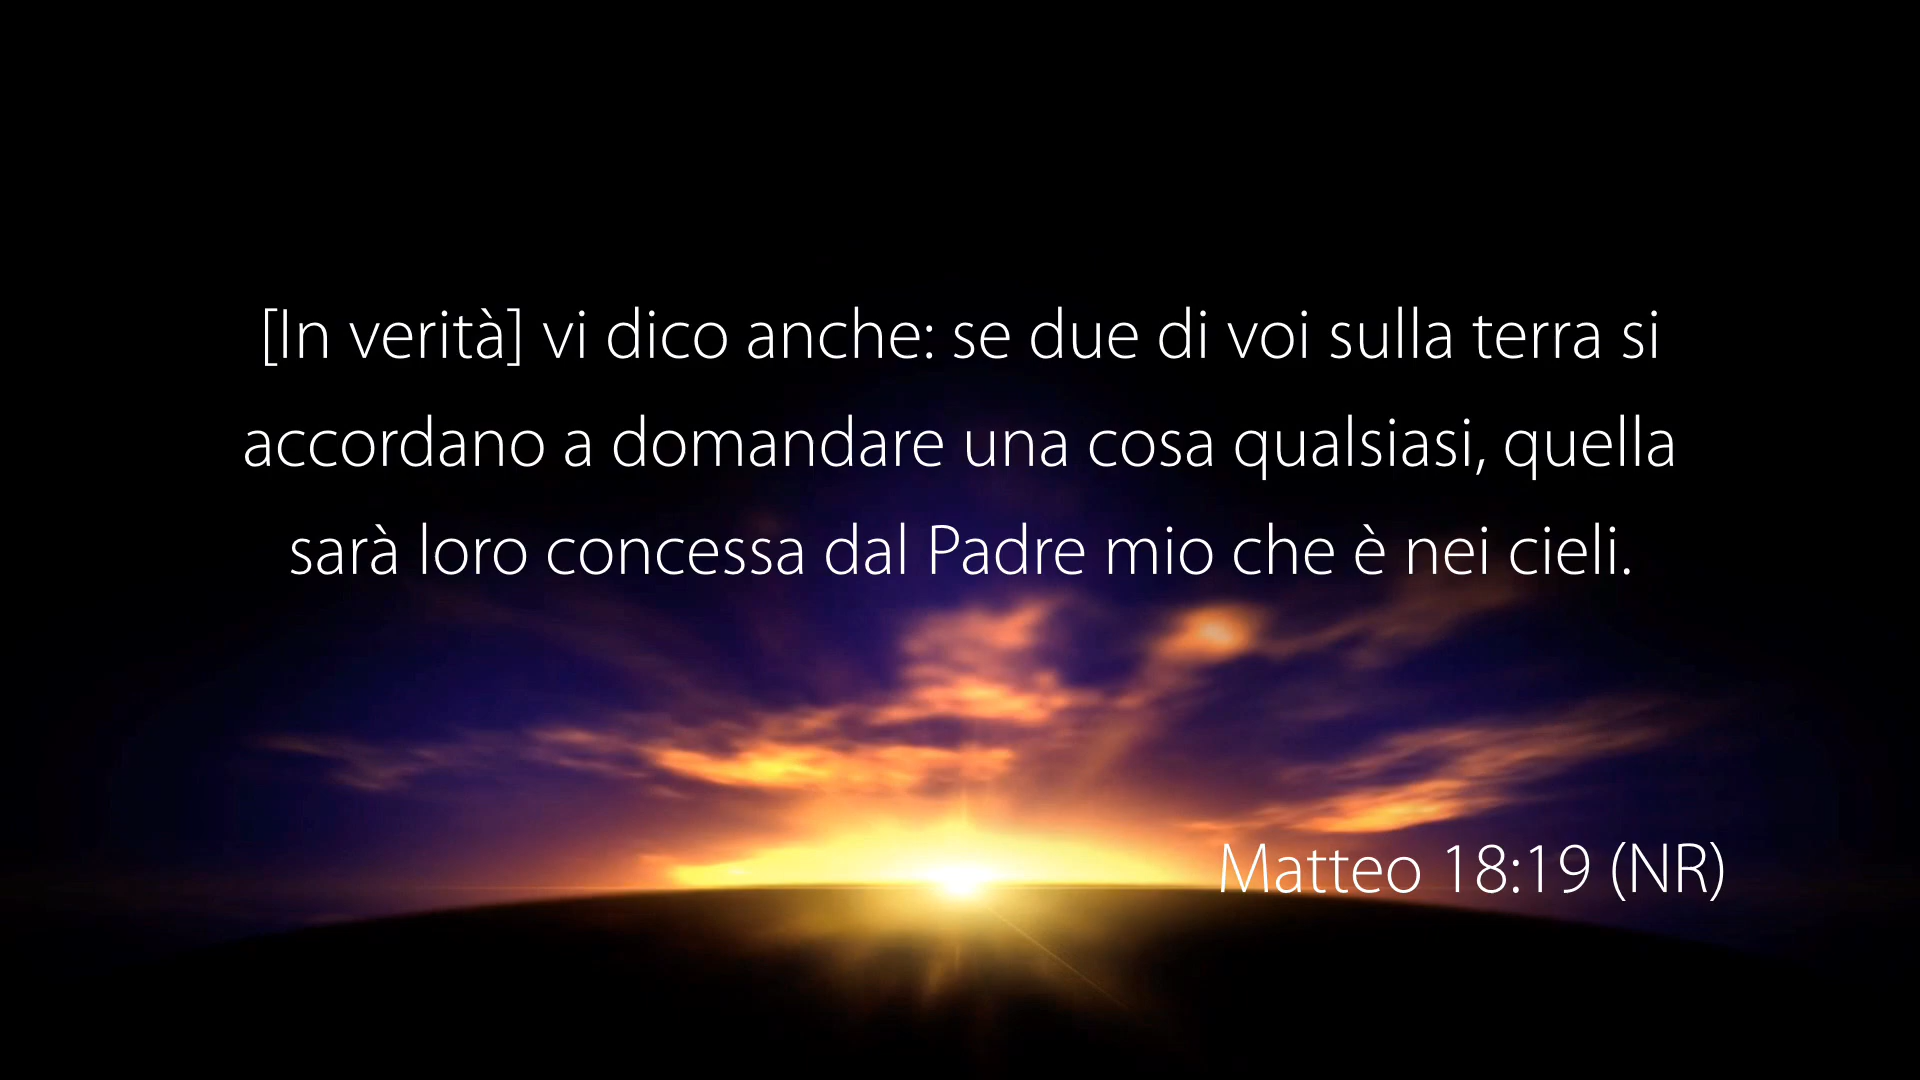 [In verità] vi dico anche: se due di voi sulla terra si
accordano a domandare una cosa qualsiasi, quella
sarà loro concessa dal Padre mio che è nei cieli.
Matteo 18:19 (NR)